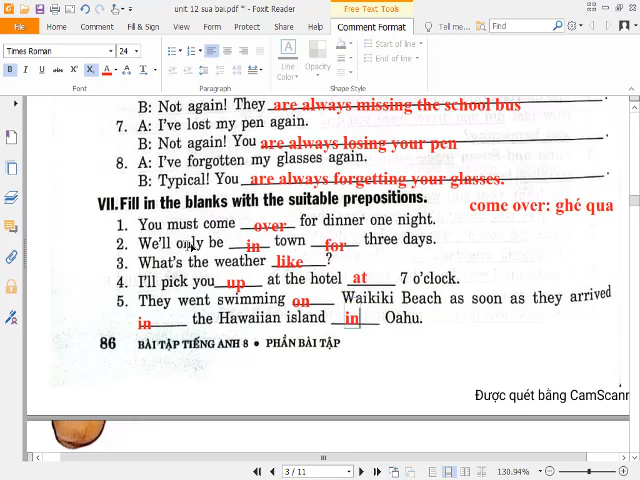 unit 12 sua bai.pdf * - Foxit Reader
Free Text Tools
File Home Comment View Form Protect Share Help Comment Format Tell me... Find
Times Roman 24 Start of line
End of line
Format Paragraph Shape Style
B: Not again! They are always missing the school bus.
7. A: I've lost my pen again.
B: Not again! You are always losing your pen.
8. A: I've forgotten my glasses again.
B: Typical! You are always forgetting your glasses.
VII. Fill in the blanks with the suitable prepositions.
come over: ghé qua
1. You must come over for dinner one night.
2. We'll only be in town for three days.
3. What's the weather like ?
4. I'll pick you up at the hotel at 7 o'clock.
5. They went swimming on Waikiki Beach as soon as they arrived
in the Hawaiian island in Oahu.
86 BÀI TẬP TIẾNG ANH 8 • PHẦN BÀI TẬP
Được quét bằng CamScann
3 / 11 130.94%